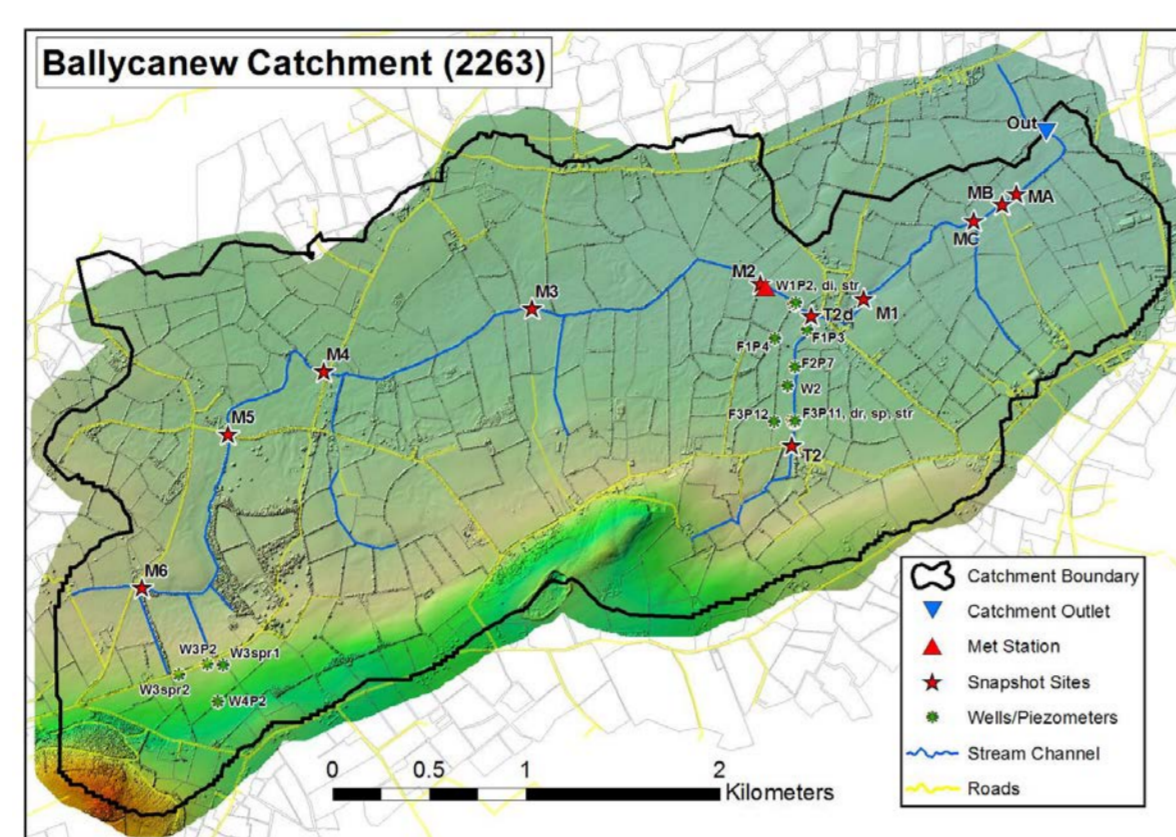 Ballycanew Catchment (2263)
Out
MB
MA
MC
M2
W1P2, di, str
M3
T2d
M1
F1P4
F1P3
M4
F2P7
W2
M5
F3P12
F3P11, dr, sp, str
T2
M6
Catchment Boundary
Catchment Outlet
W3P2
W3spr1
Met Station
W3spr2
Snapshot Sites
W4P2
Wells/Piezometers
Stream Channel
0 0.5 1 2
Kilometers
Roads